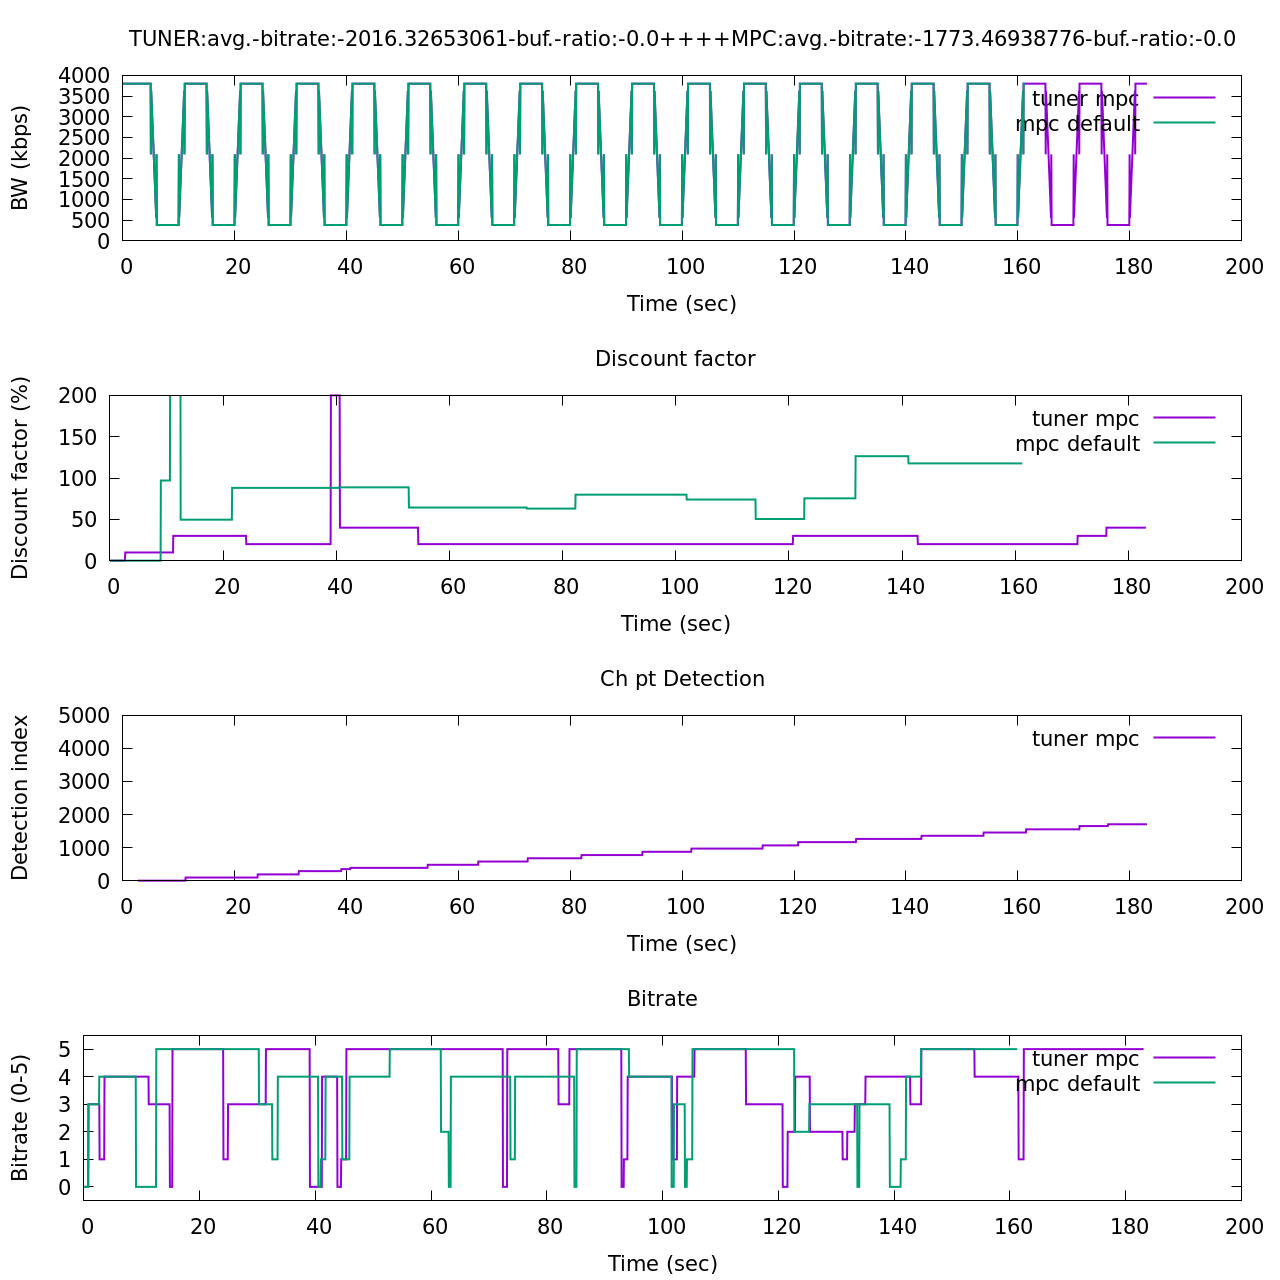 TUNER:avg.-bitrate:-2016.32653061-buf.-ratio:-0.0++++MPC:avg.-bitrate:-1773.46938776-buf.-ratio:-0.0
BW (kbps)
4000
3500
3000
2500
2000
1500
1000
500
0
tuner mpc
mpc default
0 20 40 60 80 100 120 140 160 180 200
Time (sec)
Discount factor
Discount factor (%)
200
150
100
50
0
tuner mpc
mpc default
0 20 40 60 80 100 120 140 160 180 200
Time (sec)
Ch pt Detection
Detection index
5000
4000
3000
2000
1000
0
tuner mpc
0 20 40 60 80 100 120 140 160 180 200
Time (sec)
Bitrate
Bitrate (0-5)
5
4
3
2
1
0
tuner mpc
mpc default
0 20 40 60 80 100 120 140 160 180 200
Time (sec)